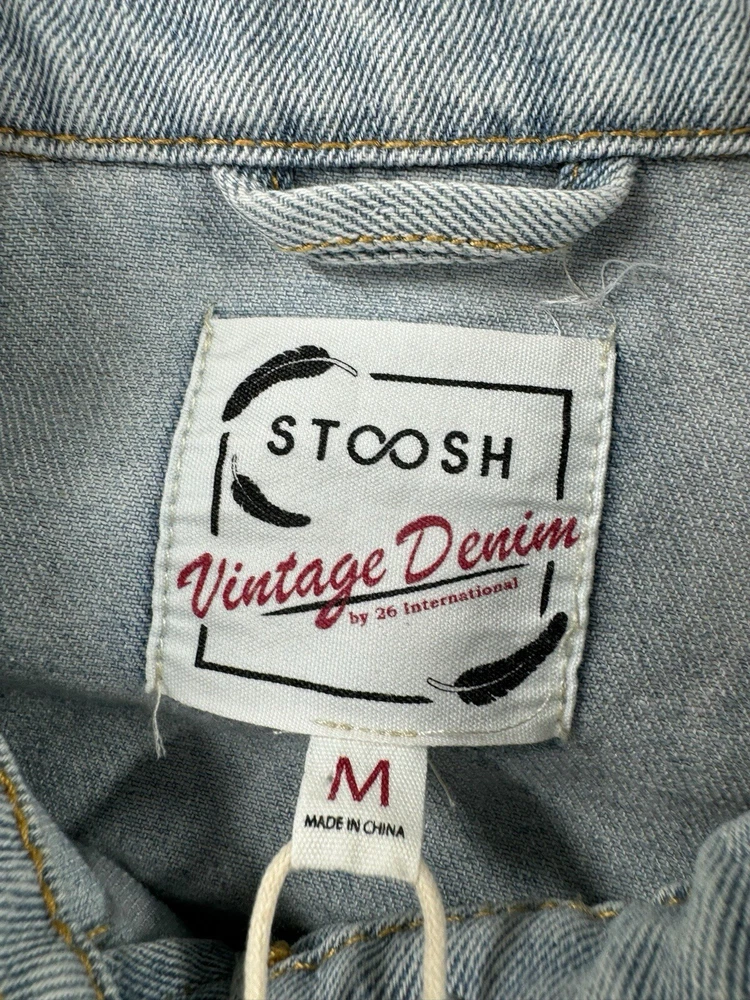 STOOSH
Vintage Denim
by 26 International
M
MADE IN CHINA